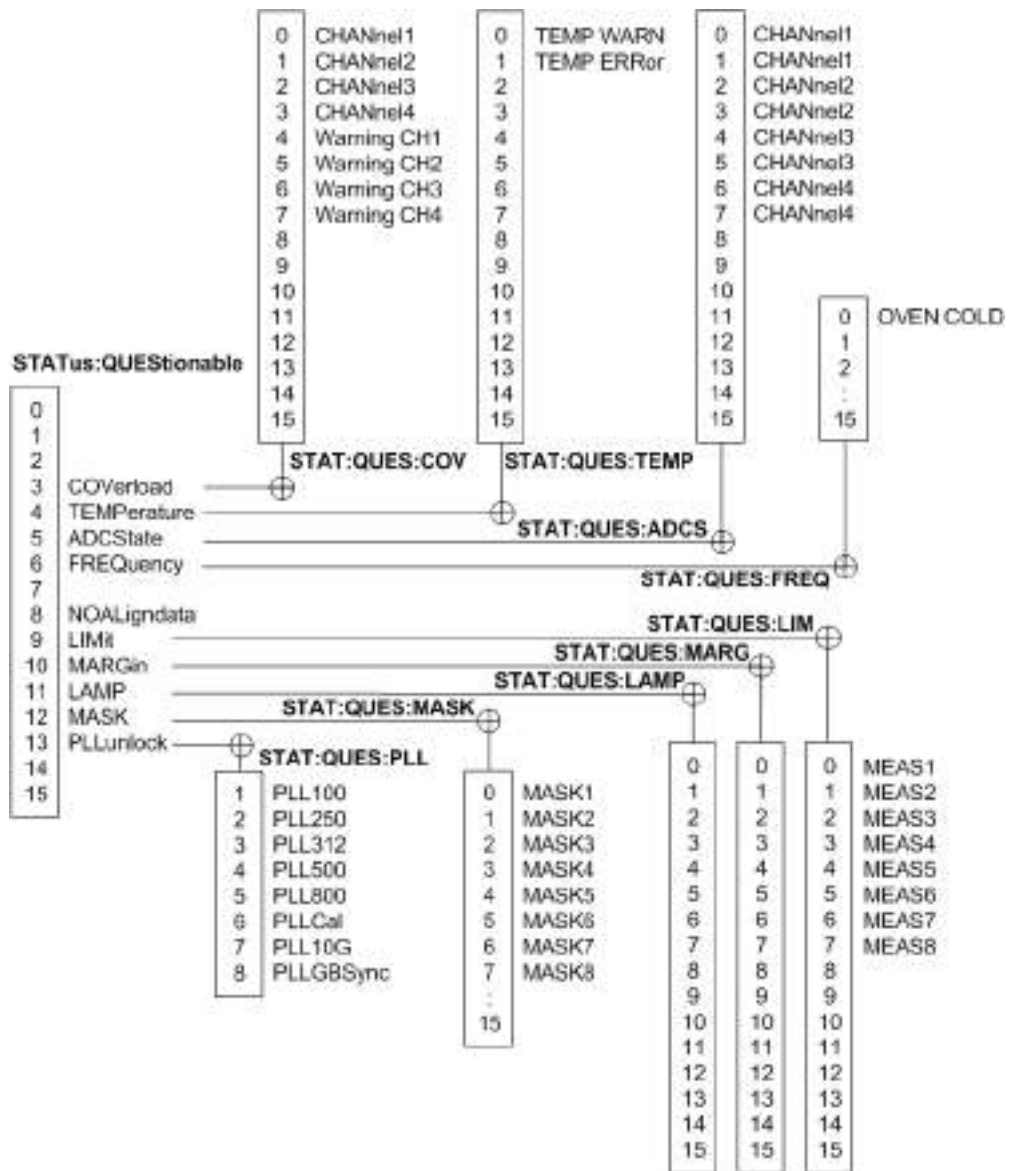 0 CHANnel1
1 CHANnel2
2 CHANnel3
3 CHANnel4
4 Warning CH1
5 Warning CH2
6 Warning CH3
7 Warning CH4
8
9
10
11
12
13
14
15
0 TEMP WARN
1 TEMP ERRor
2
3
4
5
6
7
8
9
10
11
12
13
14
15
0 CHANnel1
1 CHANnel1
2 CHANnel2
3 CHANnel2
4 CHANnel3
5 CHANnel3
6 CHANnel4
7 CHANnel4
8
9
10
11
12
13
14
15
0 OVEN COLD
1
2
:
15
STATus:QUEStionable
0
1
2
3 COVerload
4 TEMPerature
5 ADCState
6 FREQuency
7
8 NOALigndata
9 LIMit
10 MARGin
11 LAMP
12 MASK
13 PLLunlock
14
15
STAT:QUES:COV
STAT:QUES:TEMP
STAT:QUES:ADCS
STAT:QUES:FREQ
STAT:QUES:LIM
STAT:QUES:MARG
STAT:QUES:LAMP
STAT:QUES:MASK
STAT:QUES:PLL
1 PLL100
2 PLL250
3 PLL312
4 PLL500
5 PLL800
6 PLLCal
7 PLL10G
8 PLLGBSync
0 MASK1
1 MASK2
2 MASK3
3 MASK4
4 MASK5
5 MASK6
6 MASK7
7 MASK8
:
15
0 0 0 MEAS1
1 1 1 MEAS2
2 2 2 MEAS3
3 3 3 MEAS4
4 4 4 MEAS5
5 5 5 MEAS6
6 6 6 MEAS7
7 7 7 MEAS8
8 8 8
9 9 9
10 10 10
11 11 11
12 12 12
13 13 13
14 14 14
15 15 15